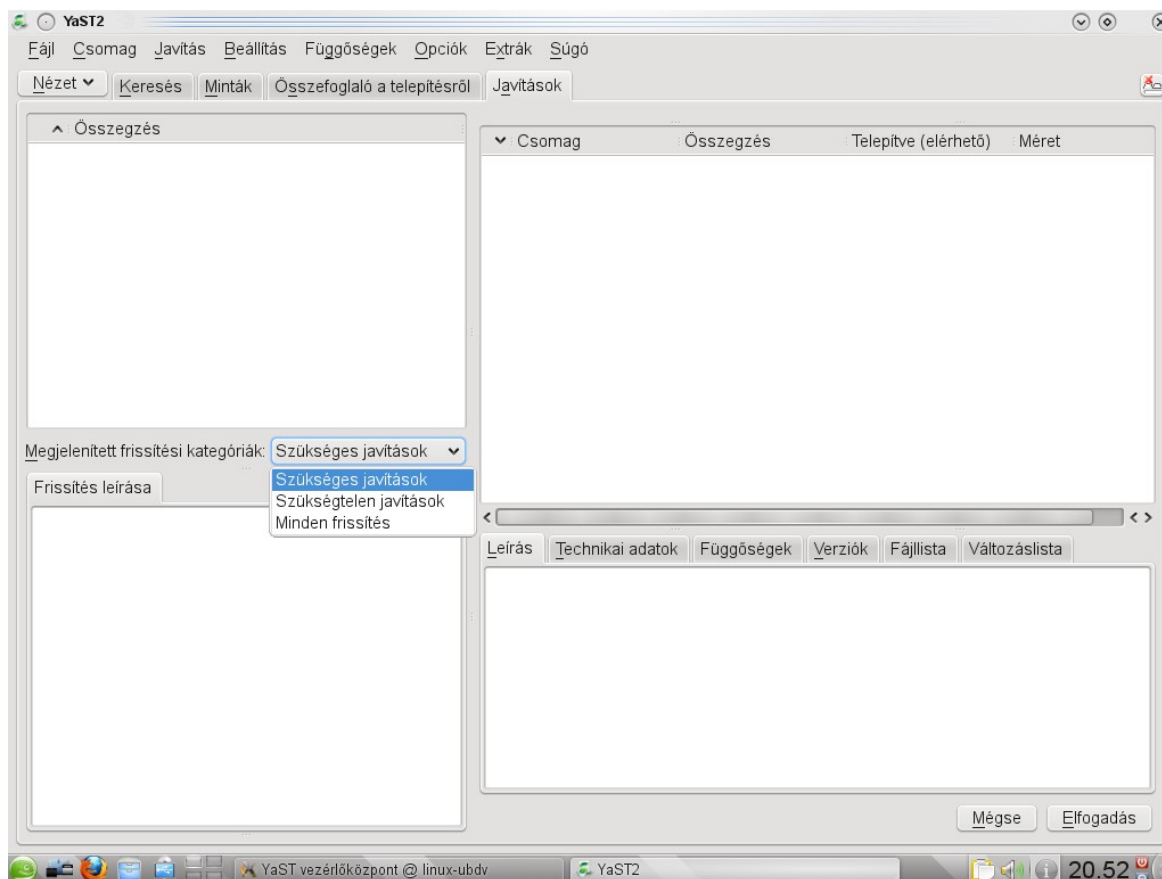 YaST2
Fájl Csomag Javítás Beállítás Függőségek Opciók Extrák Súgó
Nézet Keresés Minták Összefoglaló a telepítésről Javítások
Összegzés
Csomag Összegzés Telepítve (elérhető) Méret
Megjelenített frissítési kategóriák: Szükséges javítások
Szükséges javítások
Szükségtelen javítások
Minden frissítés
Frissítés leírása
Leírás Technikai adatok Függőségek Verziók Fájllista Változáslista
Mégse Elfogadás
YaST vezérlőközpont @ linux-ubdv YaST2 20.52